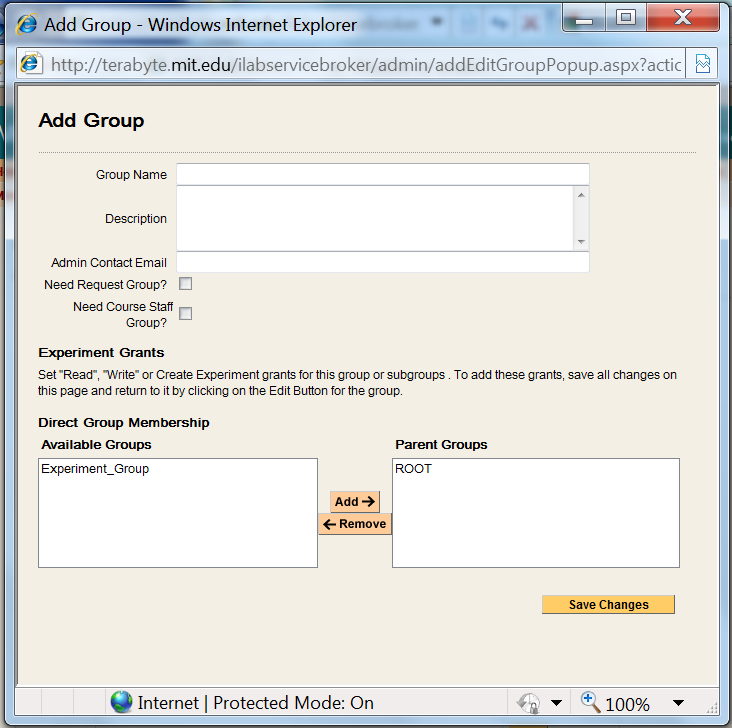 Add Group - Windows Internet Explorer
http://terabyte.mit.edu/ilabservicebroker/admin/addEditGroupPopup.aspx?actic
Add Group
Group Name
Description
Admin Contact Email
Need Request Group?
Need Course Staff
Group?
Experiment Grants
Set "Read", "Write" or Create Experiment grants for this group or subgroups . To add these grants, save all changes on
this page and return to it by clicking on the Edit Button for the group.
Direct Group Membership
Available Groups Parent Groups
Experiment_Group ROOT
Add →
← Remove
Save Changes
Internet | Protected Mode: On 100%